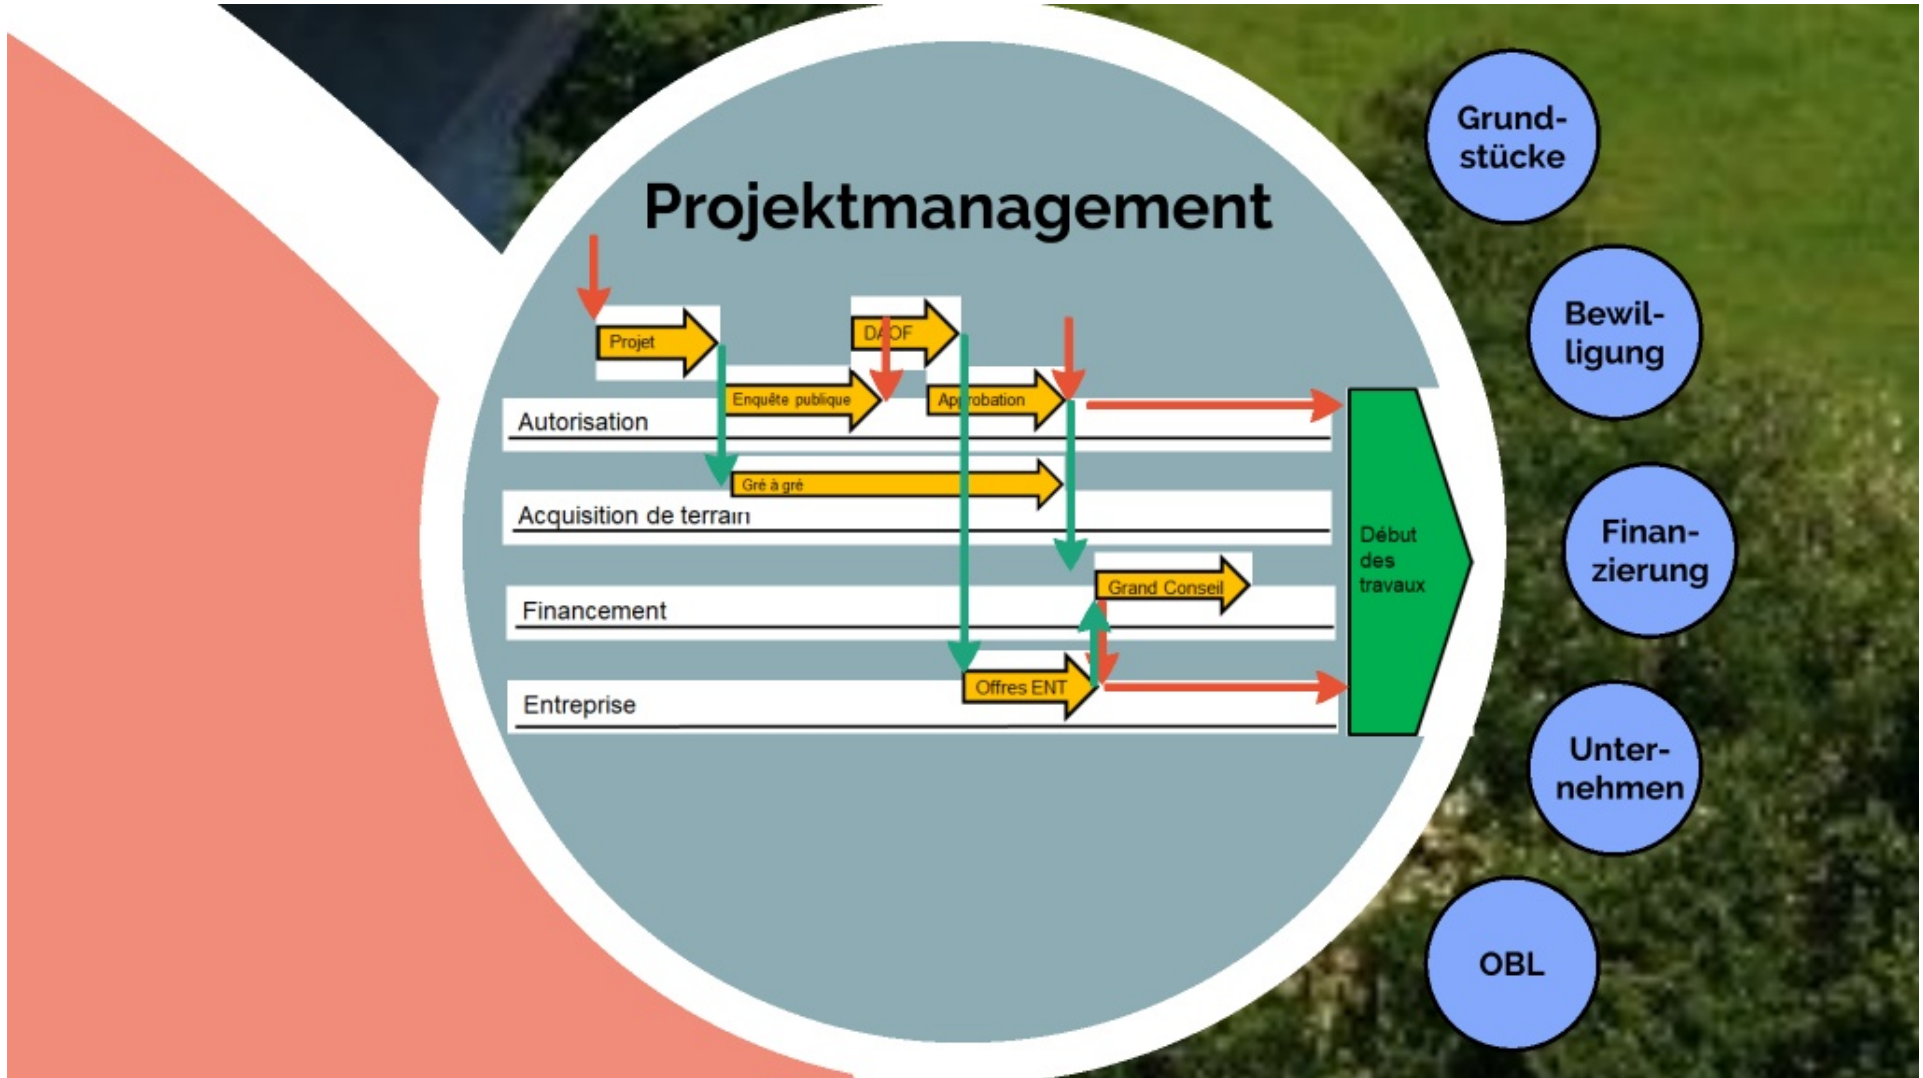 Projektmanagement
Projet
DAOF
Enquête publique
Approbation
Autorisation
Gré à gré
Acquisition de terrain
Grand Conseil
Financement
Offres ENT
Entreprise
Début
des
travaux
Grund-
stücke
Bewil-
ligung
Finan-
zierung
Unter-
nehmen
OBL